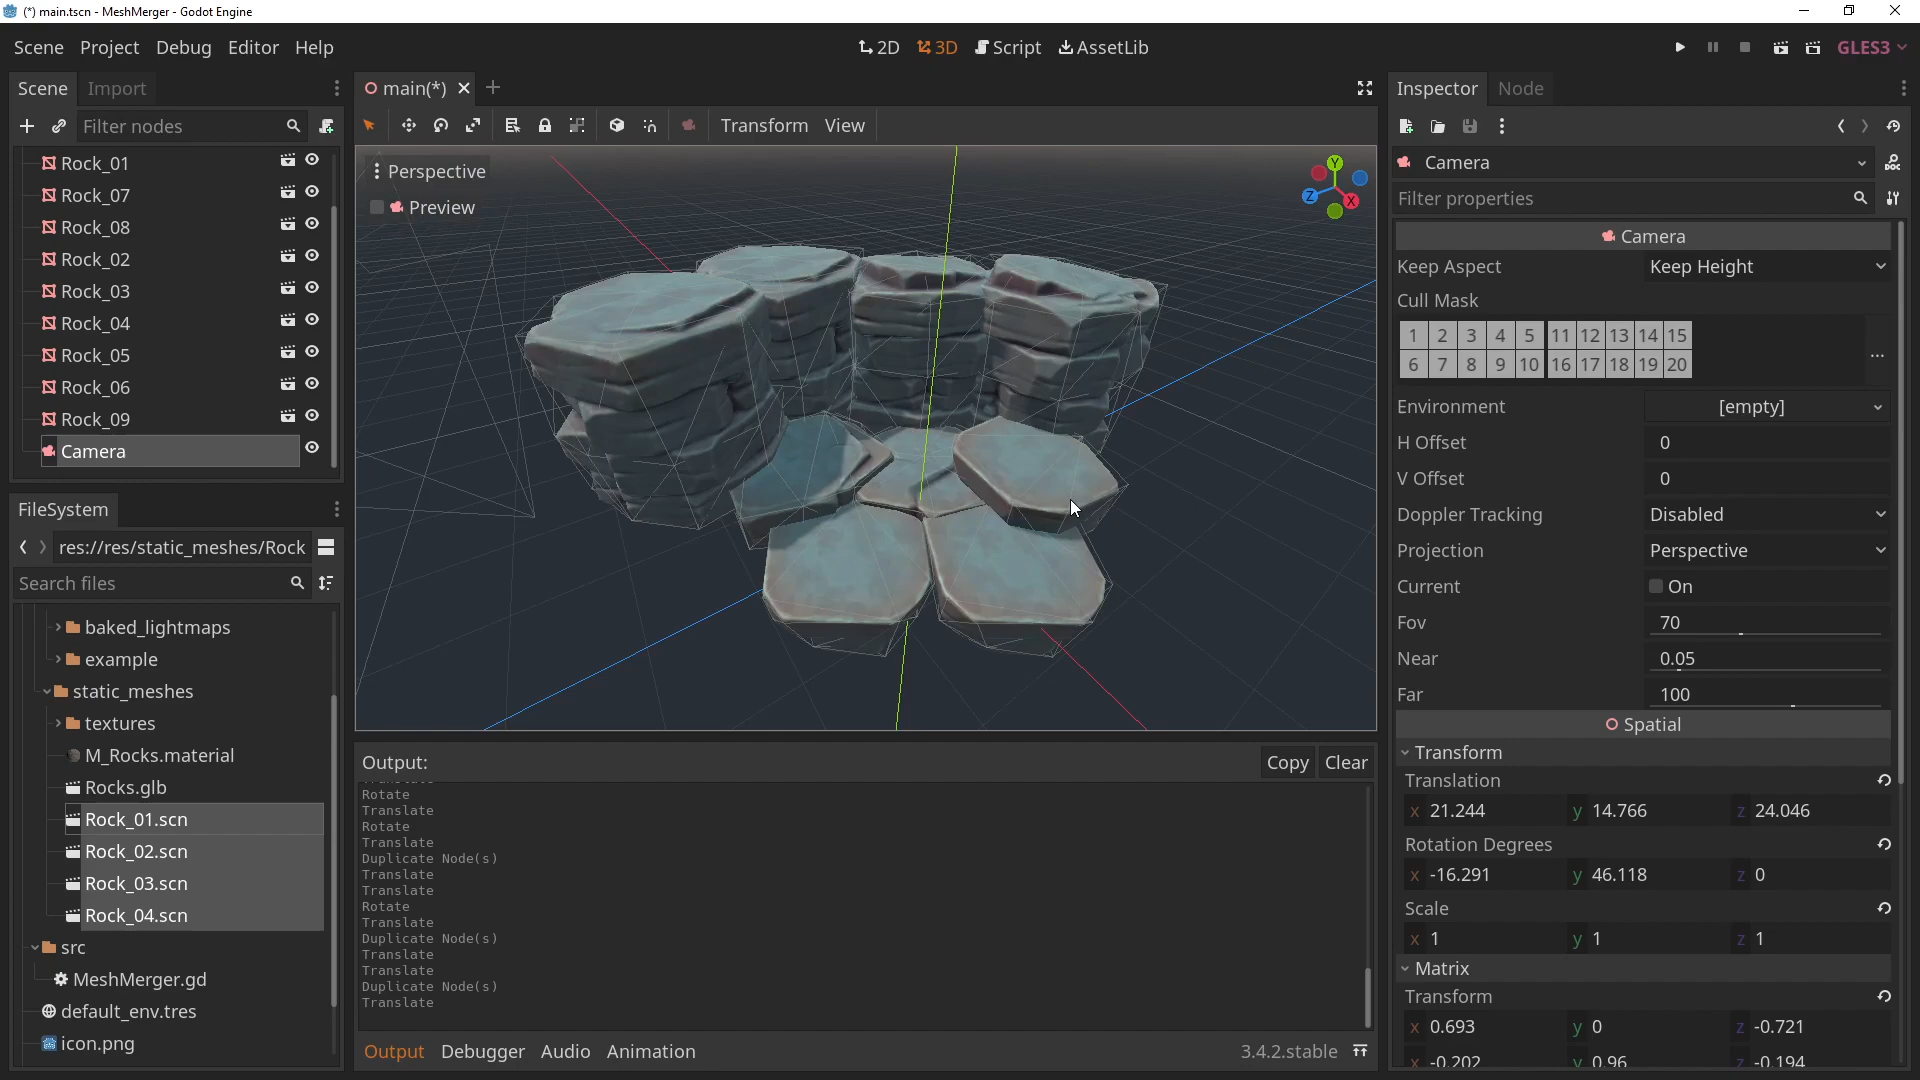 (*) main.tscn - MeshMerger - Godot Engine
Scene Project Debug Editor Help
2D 3D Script AssetLib
GLES3
Scene Import
Filter nodes
Rock_01
Rock_07
Rock_08
Rock_02
Rock_03
Rock_04
Rock_05
Rock_06
Rock_09
Camera
FileSystem
res://res/static_meshes/Rock
Search files
baked_lightmaps
example
static_meshes
textures
M_Rocks.material
Rocks.glb
Rock_01.scn
Rock_02.scn
Rock_03.scn
Rock_04.scn
src
MeshMerger.gd
default_env.tres
icon.png
main(*)
Transform View
Perspective
Preview
Y
Z
X
Output:
Copy Clear
Rotate
Translate
Rotate
Translate
Duplicate Node(s)
Translate
Translate
Rotate
Translate
Duplicate Node(s)
Translate
Translate
Duplicate Node(s)
Translate
Output Debugger Audio Animation
3.4.2.stable
Inspector Node
Camera
Filter properties
Camera
Keep Aspect Keep Height
Cull Mask
1 2 3 4 5 11 12 13 14 15
6 7 8 9 10 16 17 18 19 20
...
Environment [empty]
H Offset 0
V Offset 0
Doppler Tracking Disabled
Projection Perspective
Current On
Fov 70
Near 0.05
Far 100
Spatial
Transform
Translation
x 21.244 y 14.766 z 24.046
Rotation Degrees
x -16.291 y 46.118 z 0
Scale
x 1 y 1 z 1
Matrix
Transform
x 0.693 y 0 z -0.721
x -0.202 y 0.96 z -0.194